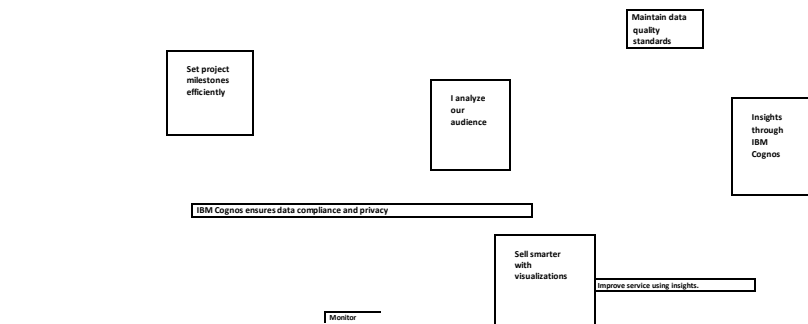 Maintain data
quality
standards
Set project
milestones
efficiently
I analyze
our
audience
Insights
through
IBM
Cognos
IBM Cognos ensures data compliance and privacy
Sell smarter
with
visualizations
Improve service using insights.
Monitor